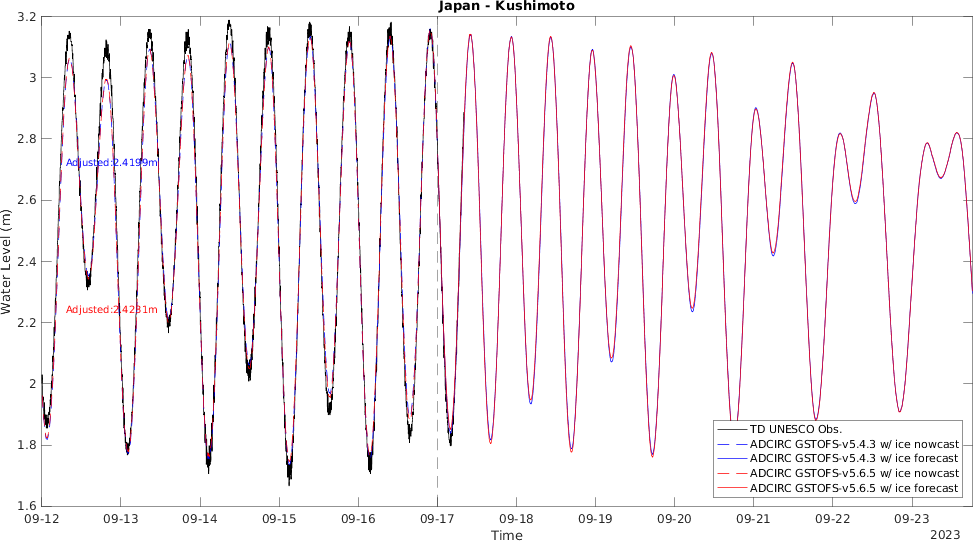 Japan - Kushimoto
3.2
3
2.8
2.6
2.4
2.2
2
1.8
1.6
Water Level (m)
Adjusted:2.4199m
Adjusted:2.4231m
TD UNESCO Obs.
ADCIRC GSTOFS-v5.4.3 w/ ice nowcast
ADCIRC GSTOFS-v5.4.3 w/ ice forecast
ADCIRC GSTOFS-v5.6.5 w/ ice nowcast
ADCIRC GSTOFS-v5.6.5 w/ ice forecast
09-12 09-13 09-14 09-15 09-16 09-17 09-18 09-19 09-20 09-21 09-22 09-23
Time
2023